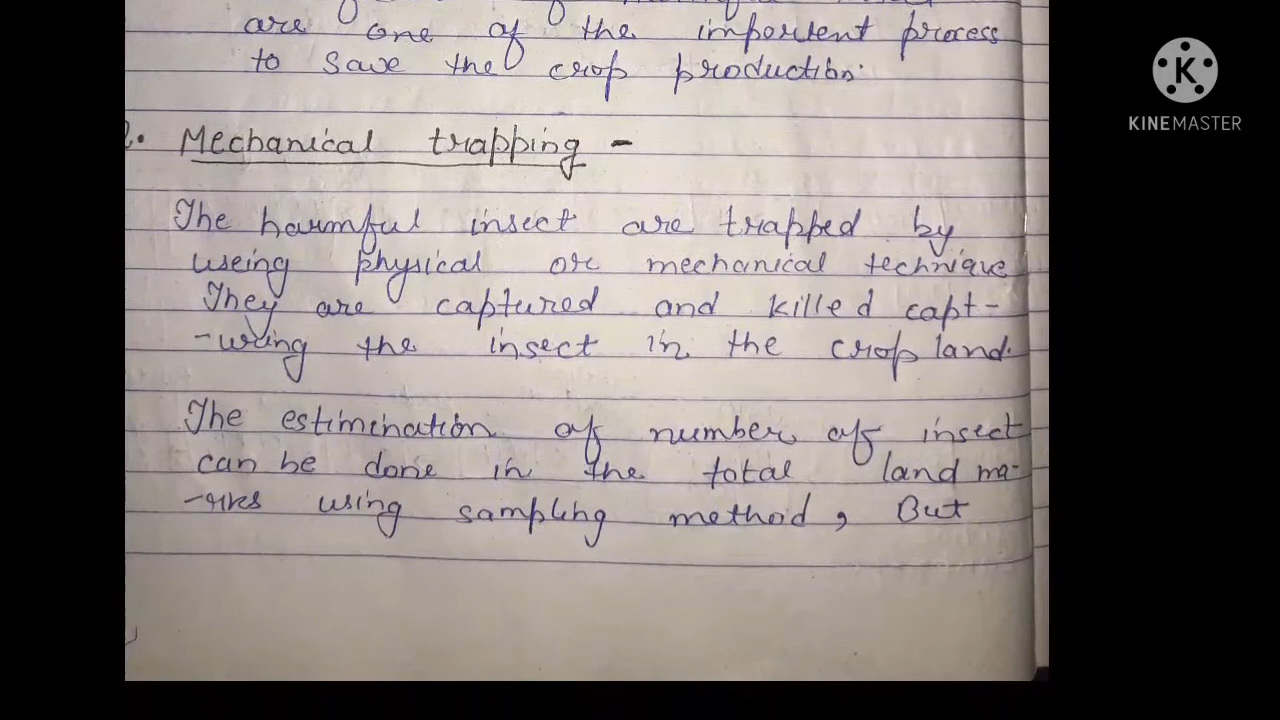 are one of the importent process
to save the crop production.
2. Mechanical trapping -
The harmful insect are trapped by
useing physical or mechanical technique
They are captured and killed capt-
-uring the insect in the crop land.
The estimination of number of insect
can be done in the total land ma-
-rks using sampling method, But
K
KINEMASTER